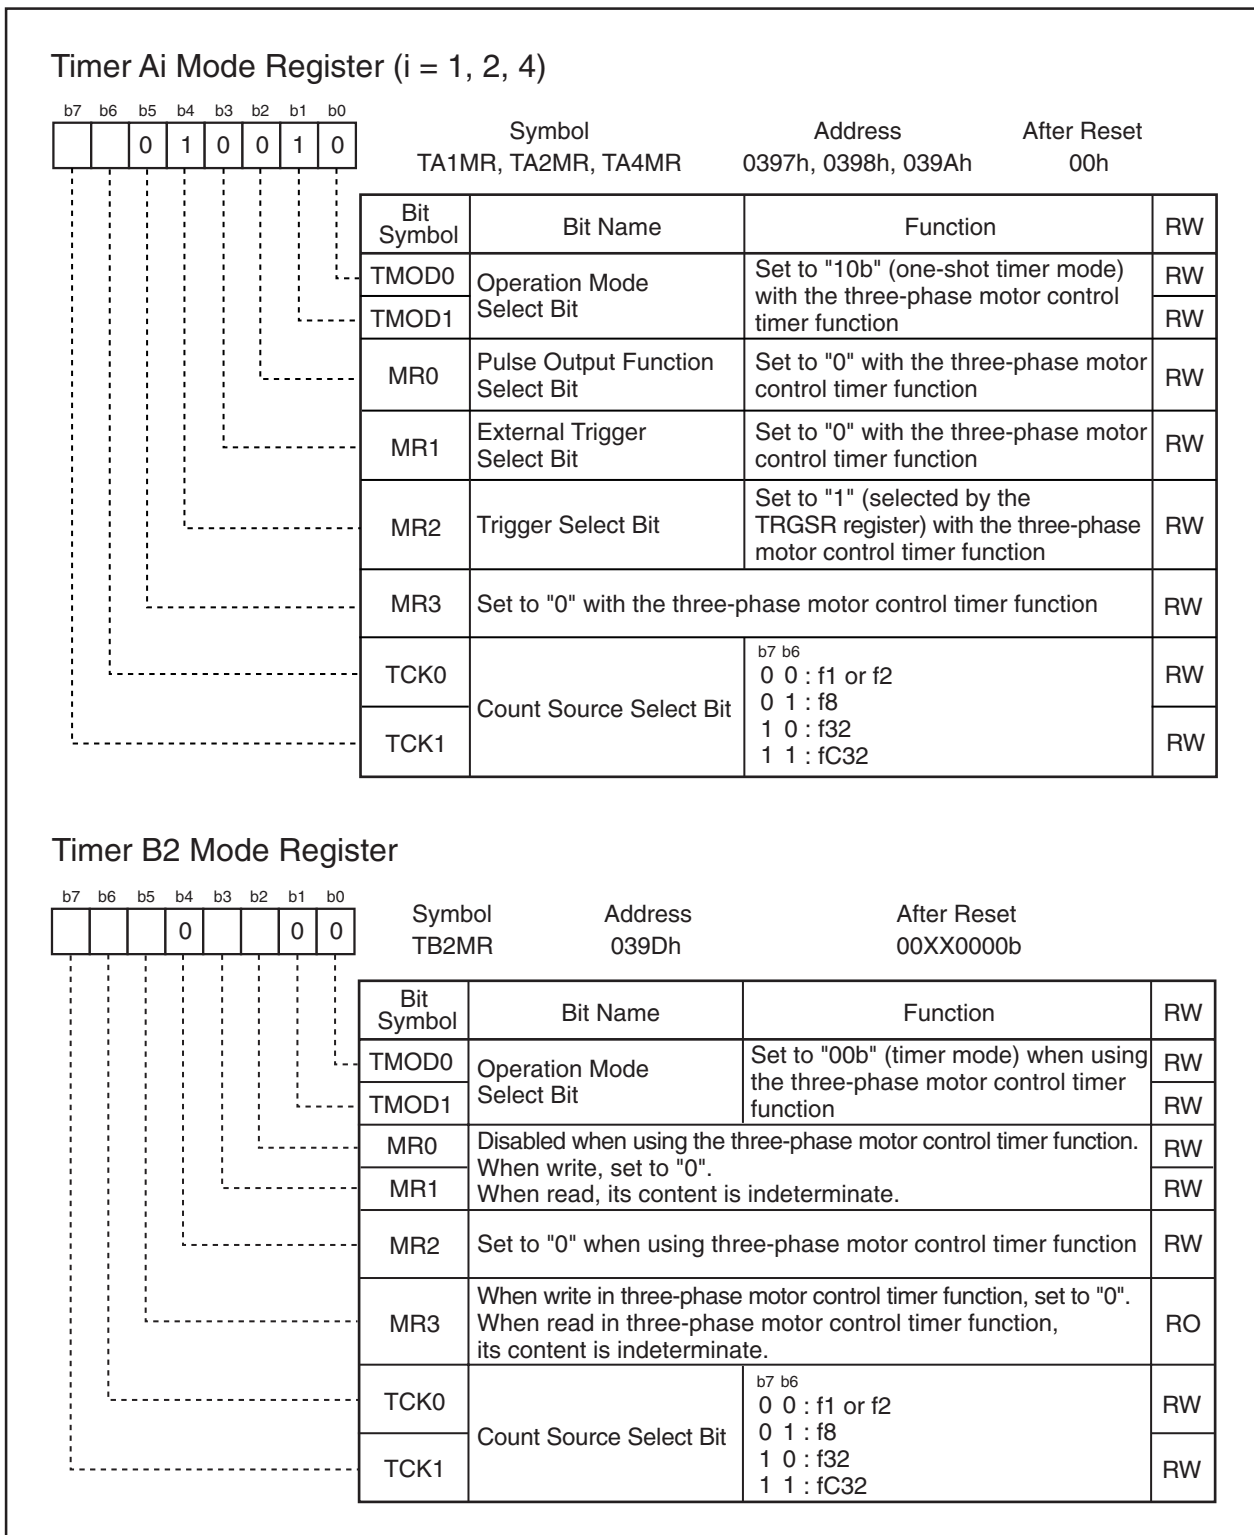 Timer Ai Mode Register (i = 1, 2, 4)
b7 b6 b5 b4 b3 b2 b1 b0
0 1 0 0 1 0
Symbol Address After Reset
TA1MR, TA2MR, TA4MR 0397h, 0398h, 039Ah 00h
Bit Symbol Bit Name Function RW
TMOD0 Operation Mode Select Bit Set to "10b" (one-shot timer mode) with the three-phase motor control timer function RW
TMOD1 RW
MR0 Pulse Output Function Select Bit Set to "0" with the three-phase motor control timer function RW
MR1 External Trigger Select Bit Set to "0" with the three-phase motor control timer function RW
MR2 Trigger Select Bit Set to "1" (selected by the TRGSR register) with the three-phase motor control timer function RW
MR3 Set to "0" with the three-phase motor control timer function RW
TCK0 Count Source Select Bit RW
TCK1 RW
b7 b6
0 0 : f1 or f2
0 1 : f8
1 0 : f32
1 1 : fC32
Timer B2 Mode Register
b7 b6 b5 b4 b3 b2 b1 b0
0 0 0
Symbol Address After Reset
TB2MR 039Dh 00XX0000b
Bit Symbol Bit Name Function RW
TMOD0 Operation Mode Select Bit Set to "00b" (timer mode) when using the three-phase motor control timer function RW
TMOD1 RW
MR0 Disabled when using the three-phase motor control timer function. RW
When write, set to "0".
MR1 When read, its content is indeterminate. RW
MR2 Set to "0" when using three-phase motor control timer function RW
MR3 When write in three-phase motor control timer function, set to "0". RO
When read in three-phase motor control timer function,
its content is indeterminate.
TCK0 Count Source Select Bit RW
TCK1 RW
b7 b6
0 0 : f1 or f2
0 1 : f8
1 0 : f32
1 1 : fC32